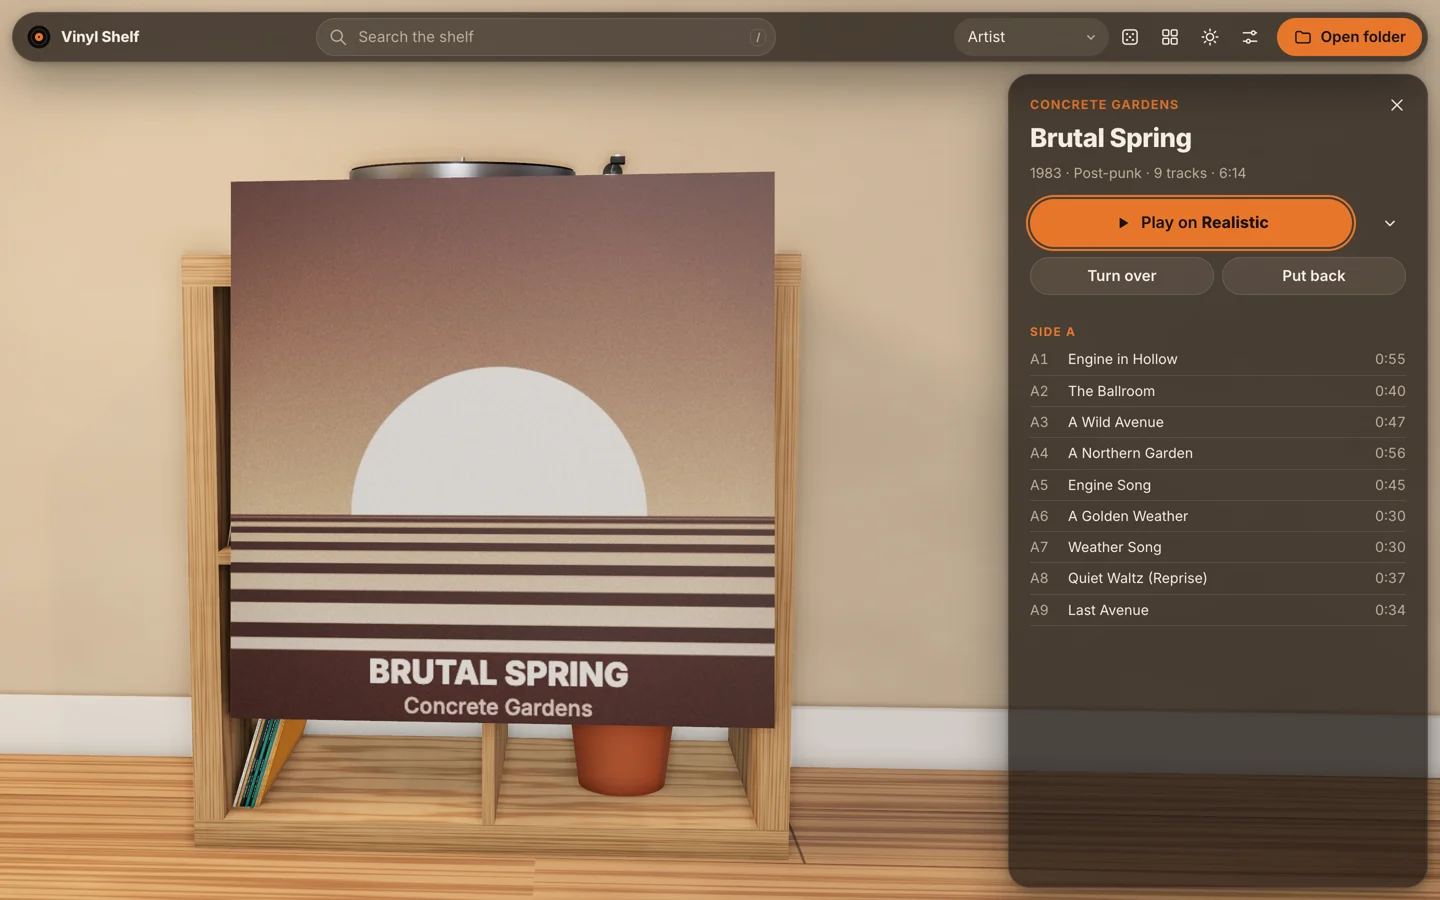 Vinyl Shelf
Search the shelf
/
Artist
Open folder
CONCRETE GARDENS
Brutal Spring
1983 · Post-punk · 9 tracks · 6:14
Play on Realistic
Turn over
Put back
SIDE A
A1 Engine in Hollow 0:55
A2 The Ballroom 0:40
A3 A Wild Avenue 0:47
A4 A Northern Garden 0:56
A5 Engine Song 0:45
A6 A Golden Weather 0:30
A7 Weather Song 0:30
A8 Quiet Waltz (Reprise) 0:37
A9 Last Avenue 0:34
BRUTAL SPRING
Concrete Gardens